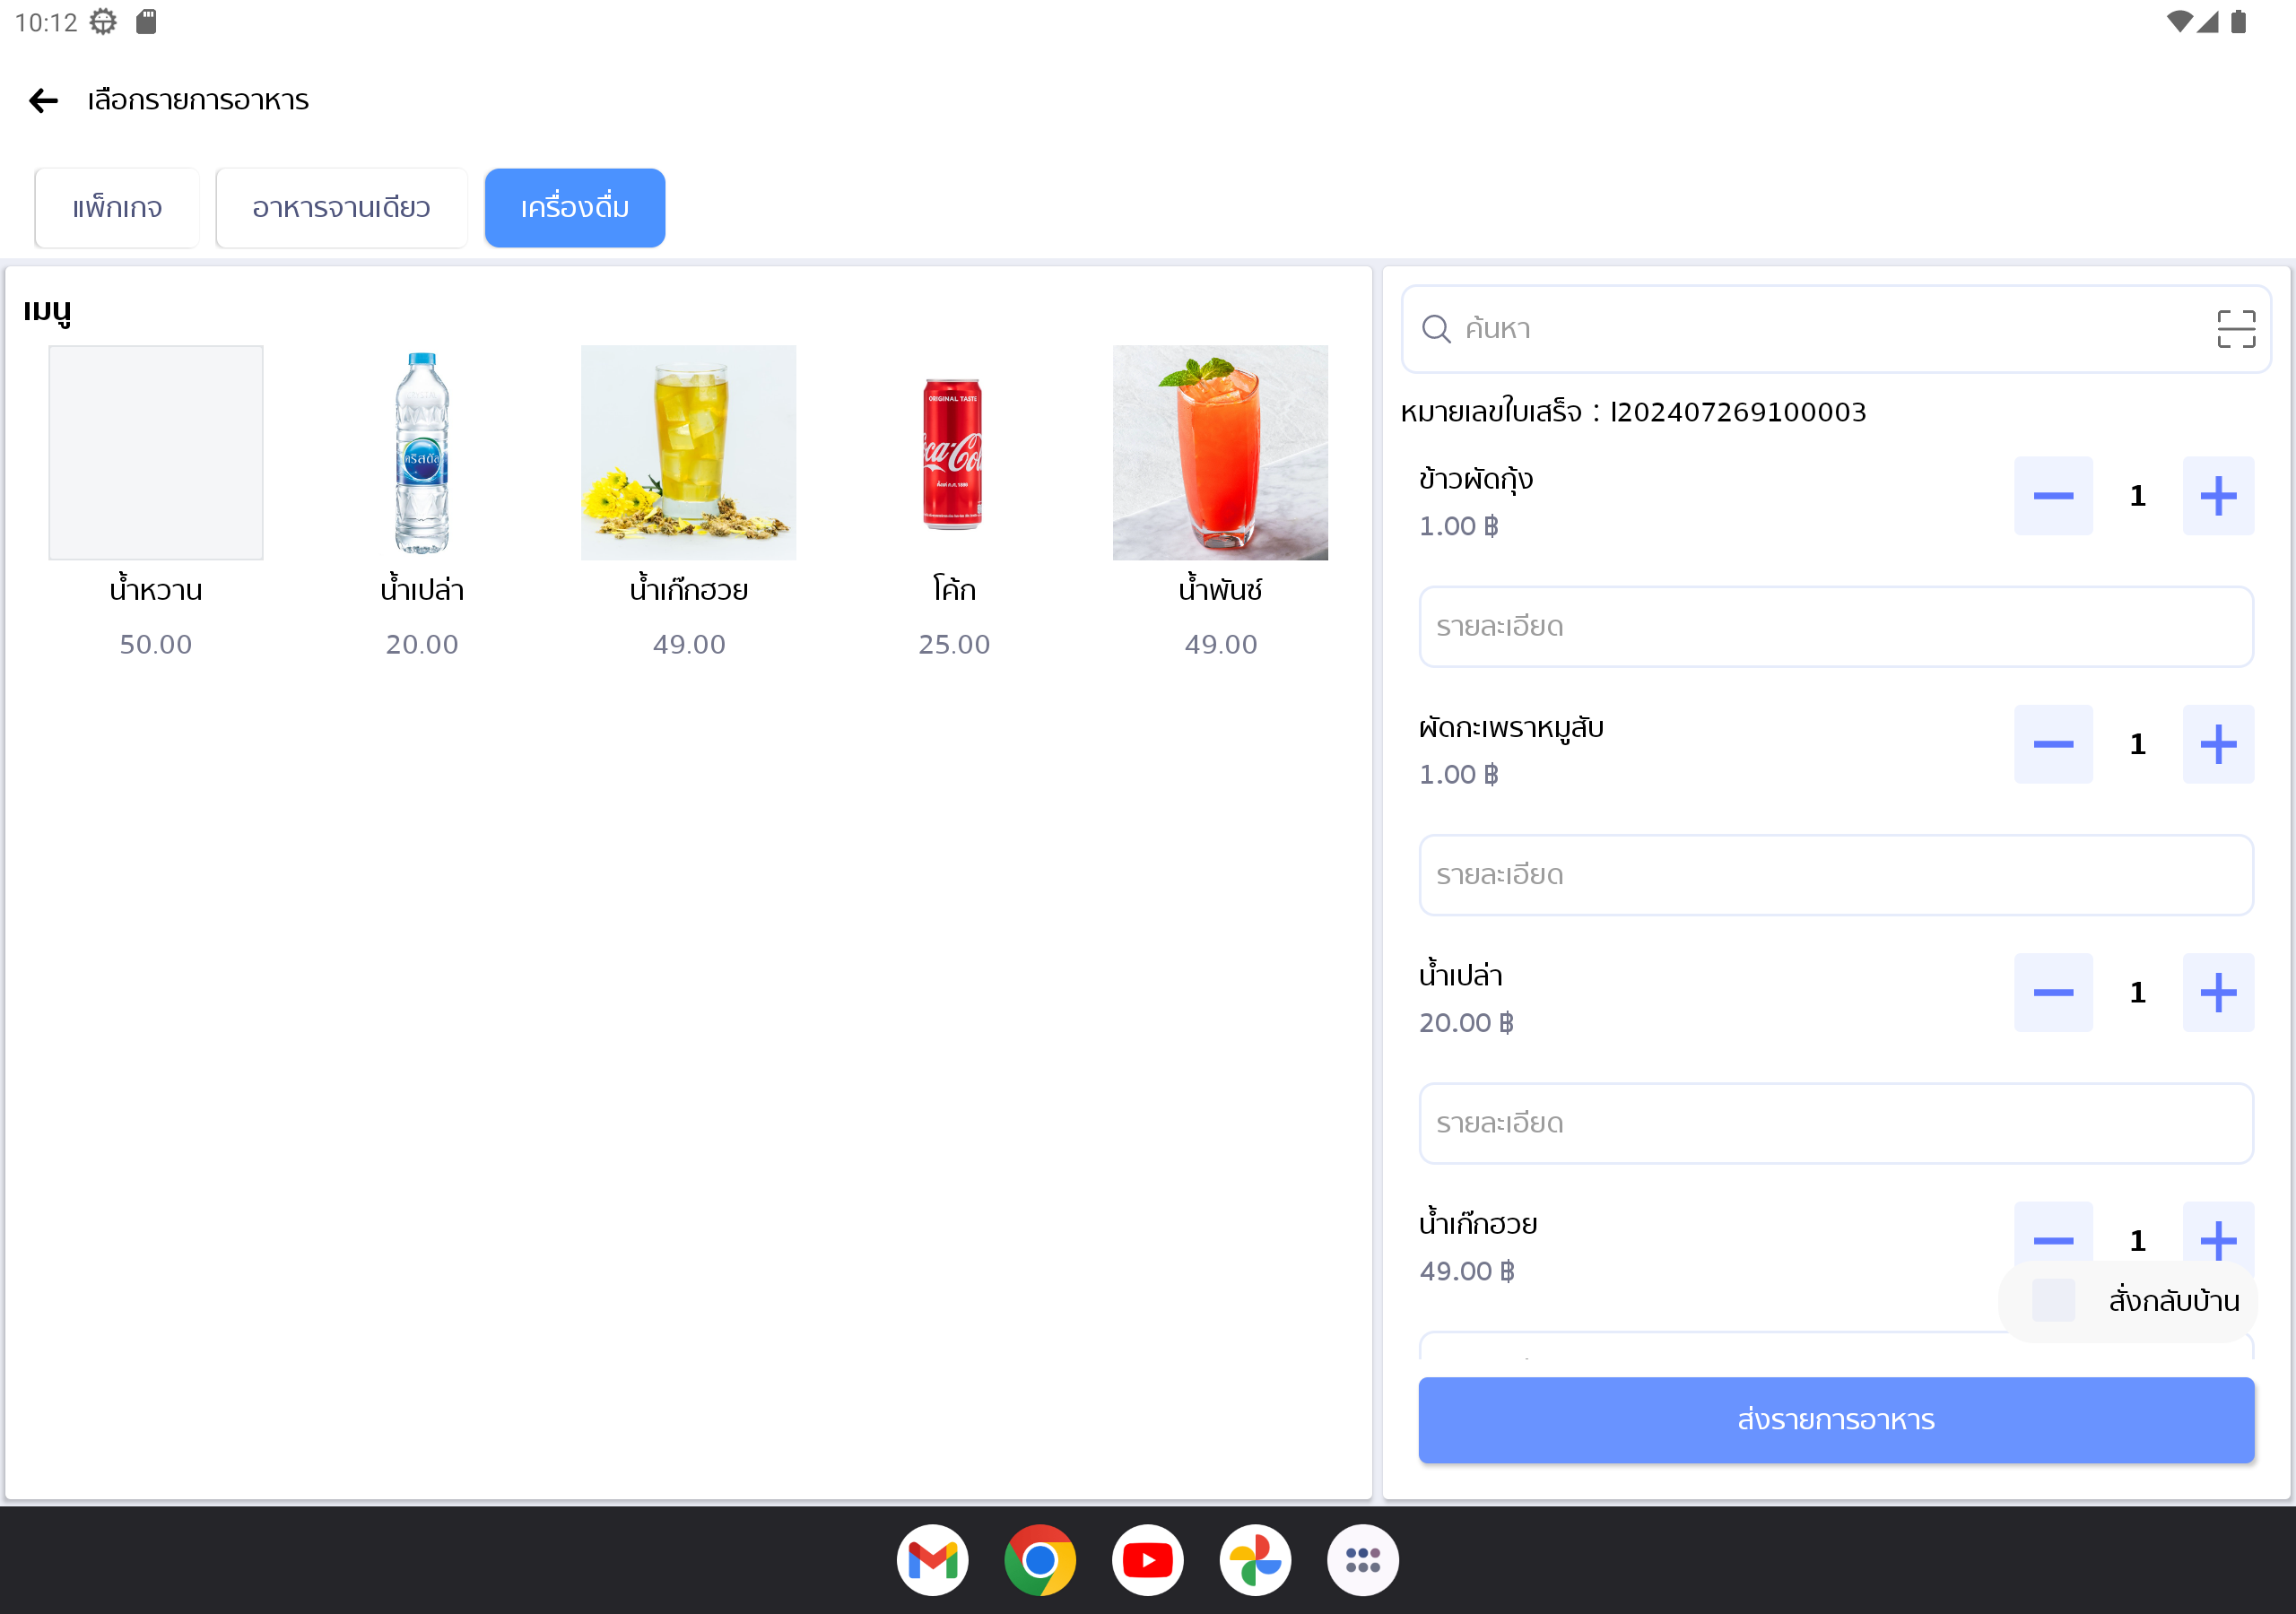 10:12
เลือกรายการอาหาร
แพ็กเกจ
อาหารจานเดียว
เครื่องดื่ม
เมนู
คริสตัล
ORIGINAL TASTE
ca-Col
น้ำหวาน
น้ำเปล่า
น้ำเก๊กฮวย
โค้ก
น้ำพันซ์
50.00
20.00
49.00
25.00
49.00
ค้นหา
หมายเลขใบเสร็จ : I202407269100003
ข้าวผัดกุ้ง
1
1.00 ฿
รายละเอียด
ผัดกะเพราหมูสับ
1
1.00 ฿
รายละเอียด
น้ำเปล่า
1
20.00 ฿
รายละเอียด
น้ำเก๊กฮวย
1
49.00 ฿
สั่งกลับบ้าน
ส่งรายการอาหาร